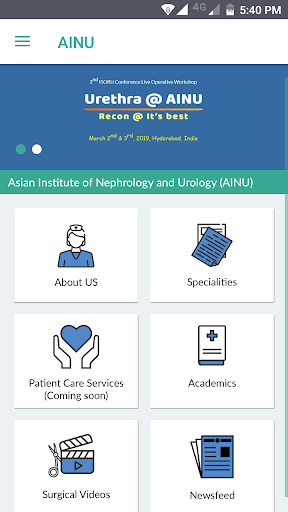 4G 5:40 PM
AINU
2nd ISORU Conference Live Operative Workshop
Urethra @ AINU
Recon @ It's best
March 2nd & 3rd, 2019, Hyderabad, India
Asian Institute of Nephrology and Urology (AINU)
About US
Specialities
Patient Care Services
(Coming soon)
Academics
Surgical Videos
Newsfeed